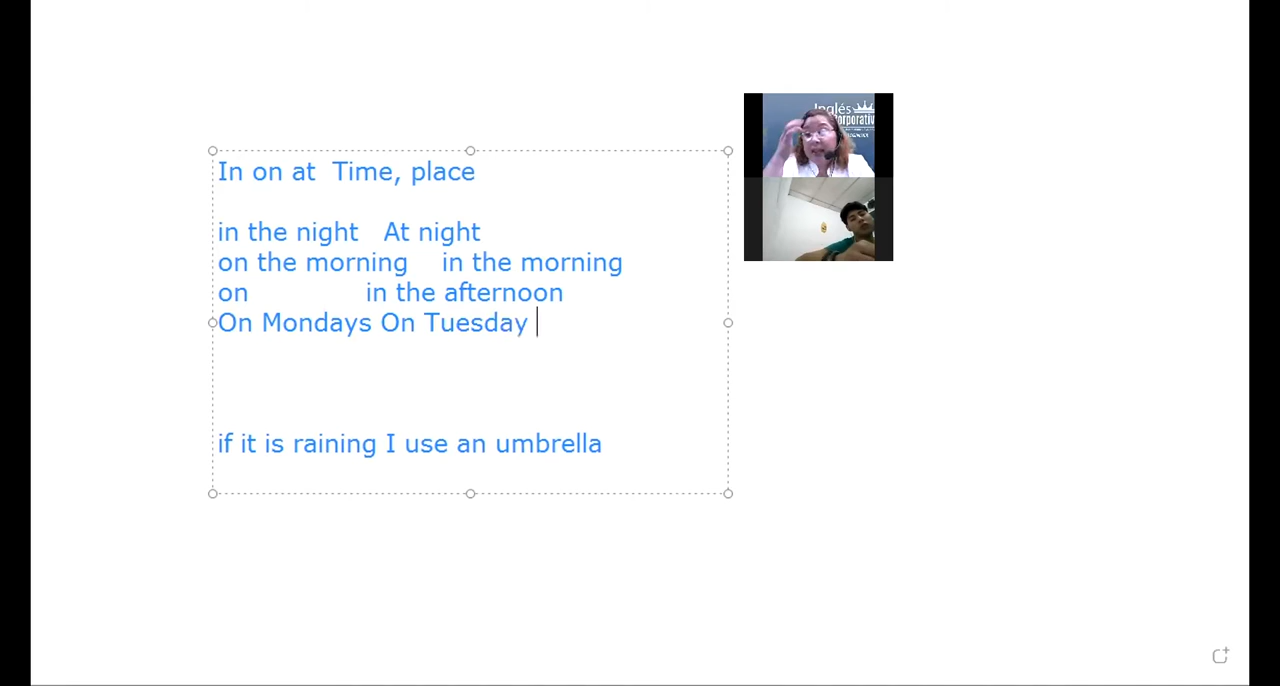 In on at Time, place
in the night At night
on the morning in the morning
on in the afternoon
On Mondays On Tuesday
if it is raining I use an umbrella
Inglés